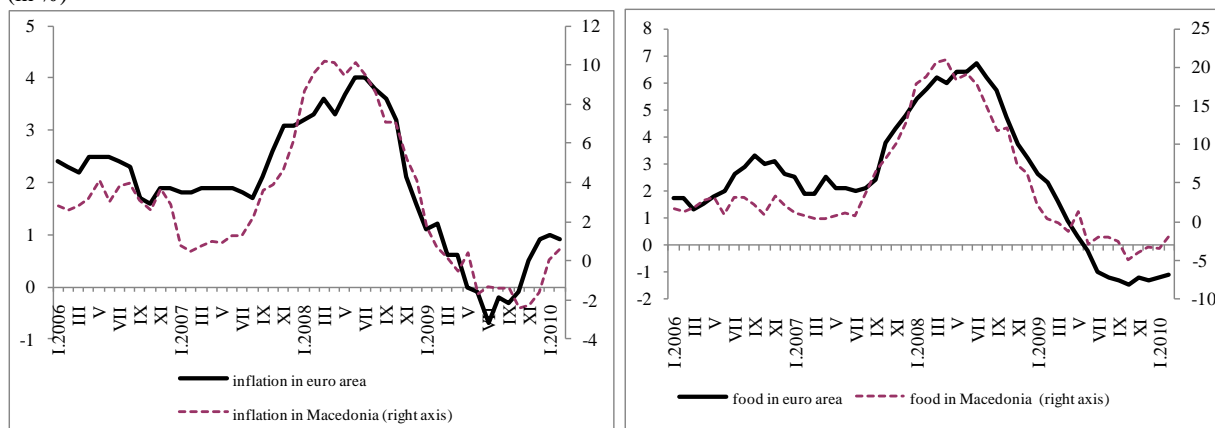 (in %)
5
4
3
2
1
0
-1
12
10
8
6
4
2
0
-2
-4
I.2006
III
V
VII
IX
XI
I.2007
III
V
VII
IX
XI
I.2008
III
V
VII
IX
XI
I.2009
III
V
VII
IX
XI
I.2010
inflation in euro area
inflation in Macedonia (right axis)
8
7
6
5
4
3
2
1
0
-1
-2
25
20
15
10
5
0
-5
-10
I.2006
III
V
VII
IX
XI
I.2007
III
V
VII
IX
XI
I.2008
III
V
VII
IX
XI
I.2009
III
V
VII
IX
XI
I.2010
food in euro area
food in Macedonia (right axis)